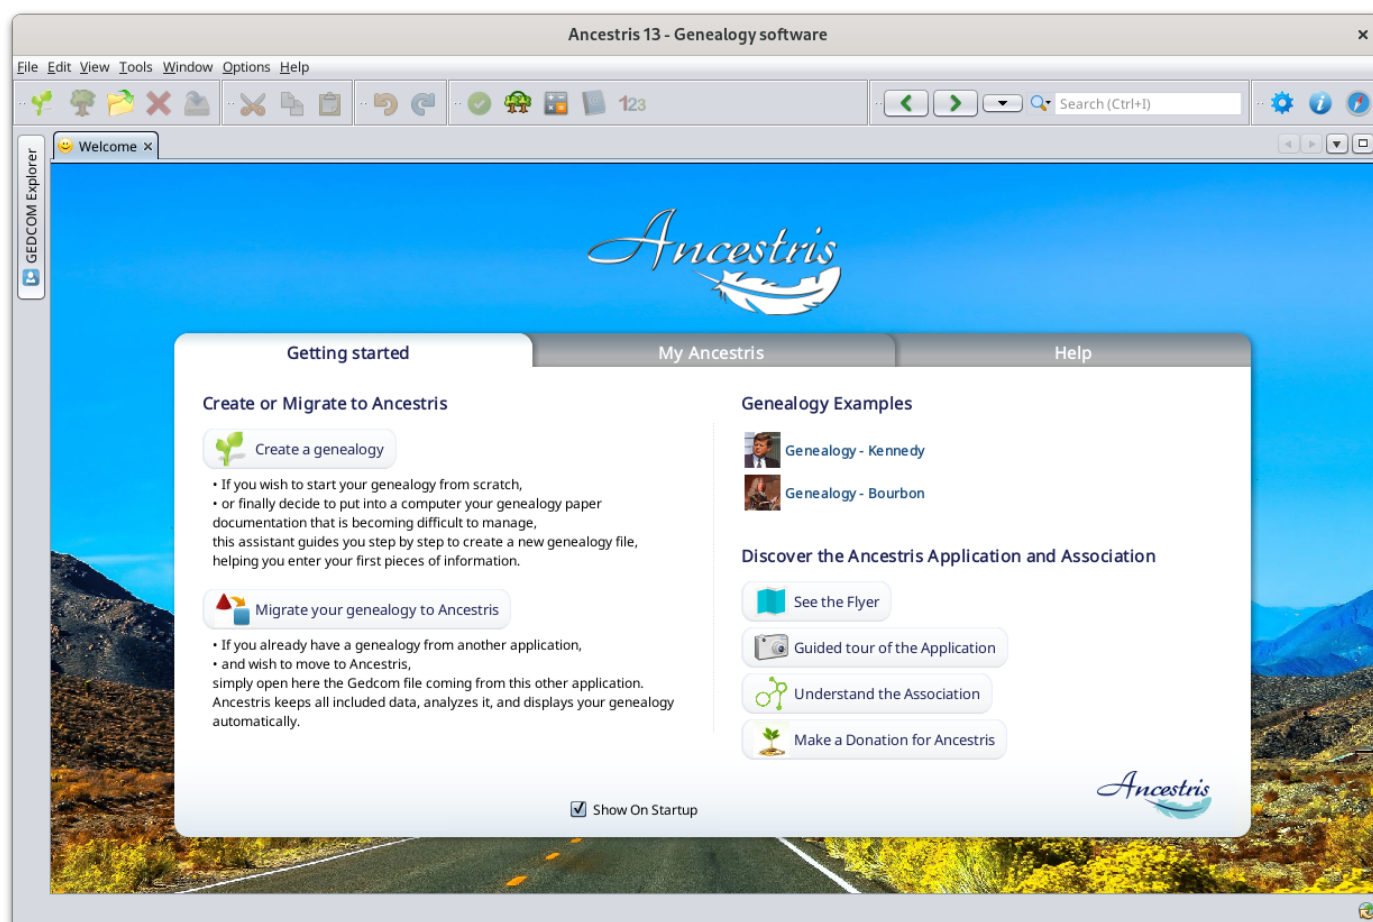 Ancestris 13 - Genealogy software
File Edit View Tools Window Options Help
123
Search (Ctrl+I)
GEDCOM Explorer
Welcome
Ancestris
Getting started
My Ancestris
Help
Create or Migrate to Ancestris
Create a genealogy
• If you wish to start your genealogy from scratch,
• or finally decide to put into a computer your genealogy paper
documentation that is becoming difficult to manage,
this assistant guides you step by step to create a new genealogy file,
helping you enter your first pieces of information.
Migrate your genealogy to Ancestris
• If you already have a genealogy from another application,
• and wish to move to Ancestris,
simply open here the Gedcom file coming from this other application.
Ancestris keeps all included data, analyzes it, and displays your genealogy
automatically.
Genealogy Examples
Genealogy - Kennedy
Genealogy - Bourbon
Discover the Ancestris Application and Association
See the Flyer
Guided tour of the Application
Understand the Association
Make a Donation for Ancestris
Ancestris
Show On Startup